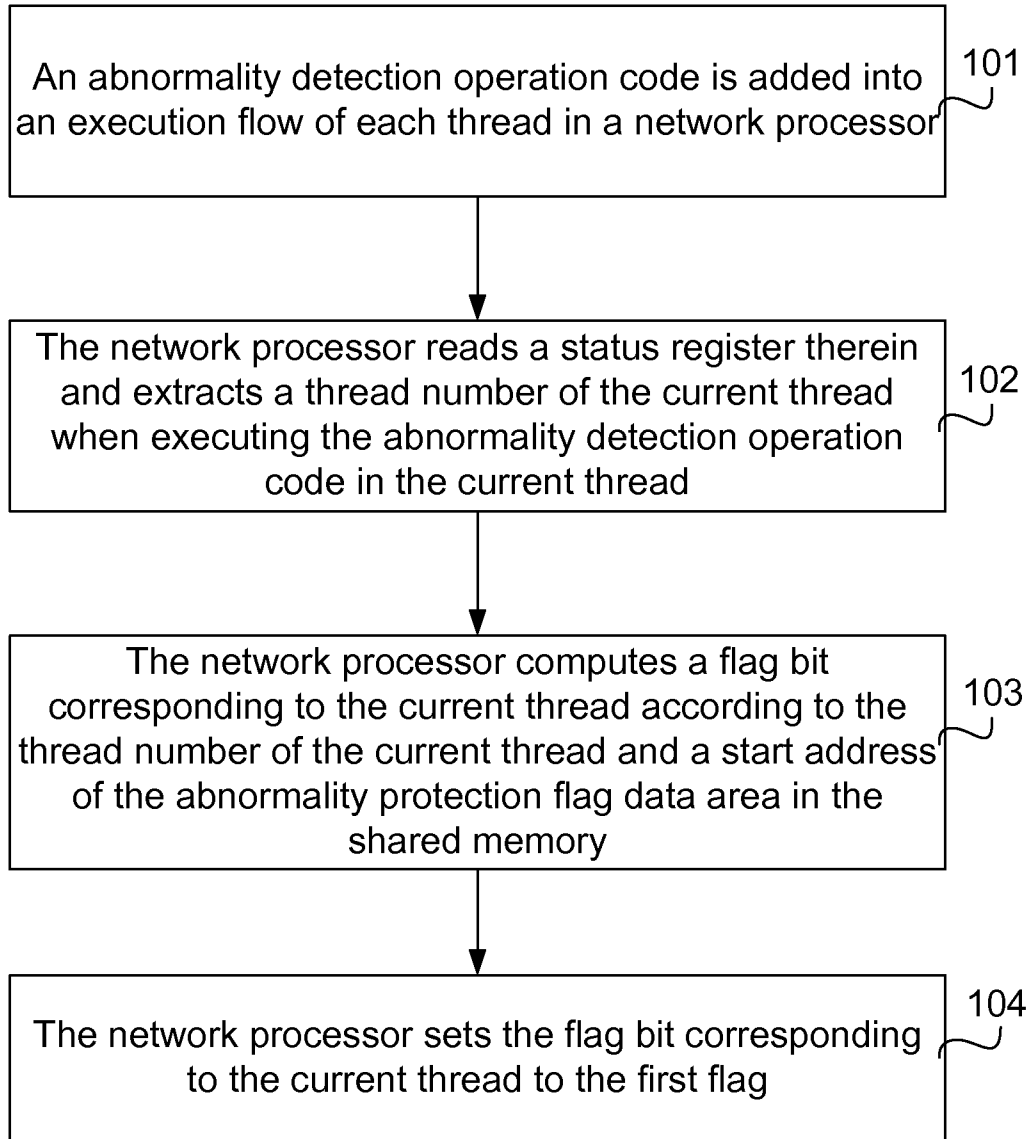 An abnormality detection operation code is added into
an execution flow of each thread in a network processor
101
The network processor reads a status register therein
and extracts a thread number of the current thread
when executing the abnormality detection operation
code in the current thread
102
The network processor computes a flag bit
corresponding to the current thread according to the
thread number of the current thread and a start address
of the abnormality protection flag data area in the
shared memory
103
The network processor sets the flag bit corresponding
to the current thread to the first flag
104